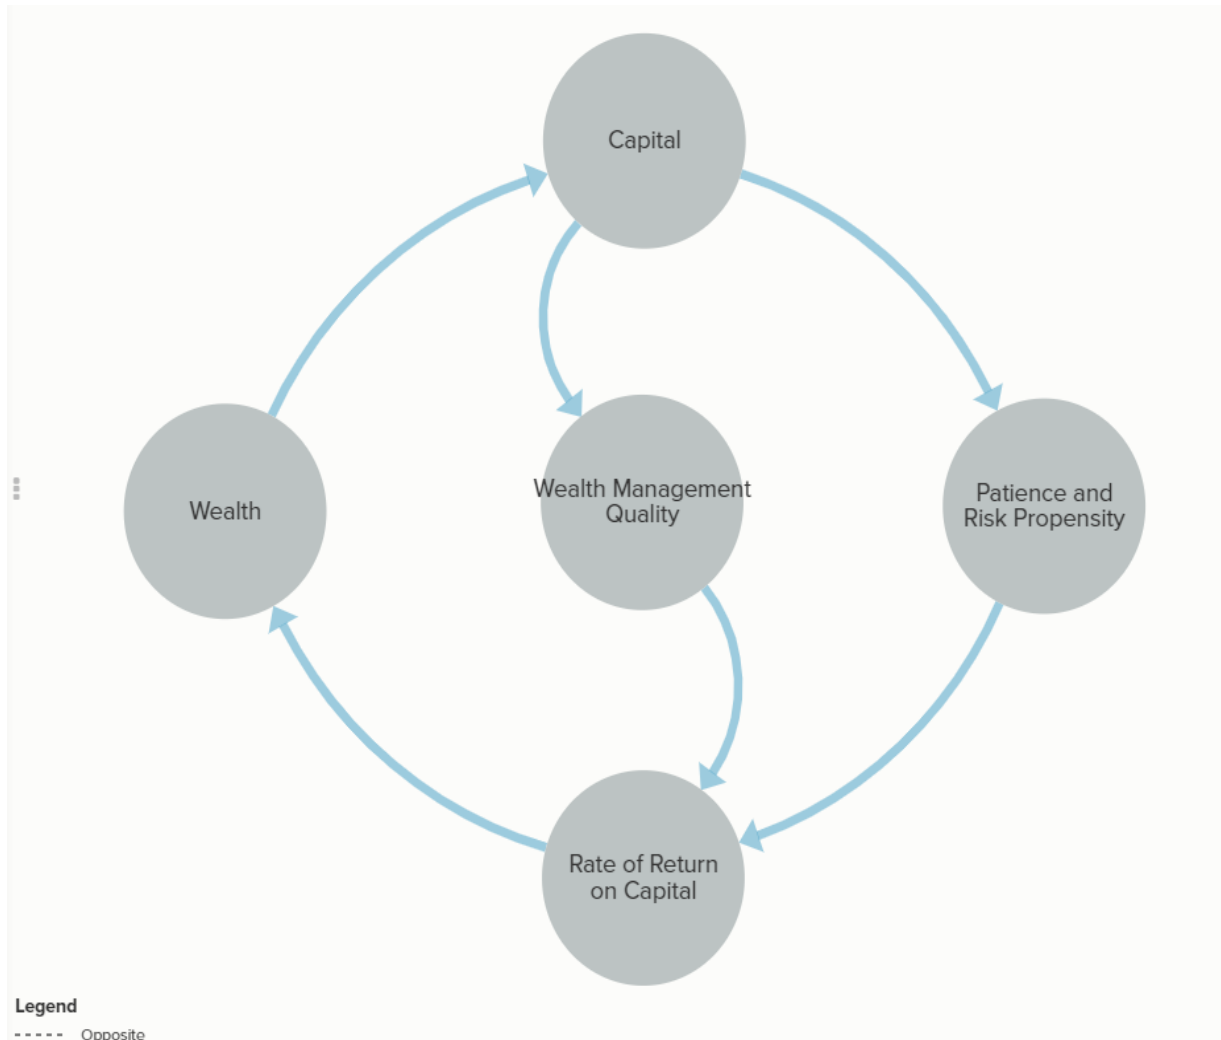 Capital
Wealth
Wealth Management
Quality
Patience and
Risk Propensity
Rate of Return
on Capital
Legend
Opposite